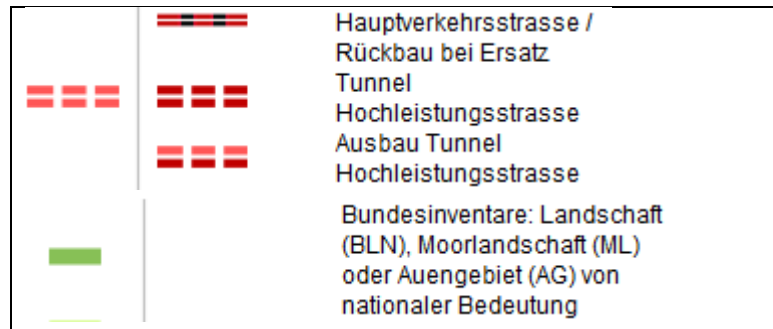 Hauptverkehrsstrasse /
Rückbau bei Ersatz
Tunnel
Hochleistungsstrasse
Ausbau Tunnel
Hochleistungsstrasse
Bundesinventare: Landschaft
(BLN), Moorlandschaft (ML)
oder Auengebiet (AG) von
nationaler Bedeutung